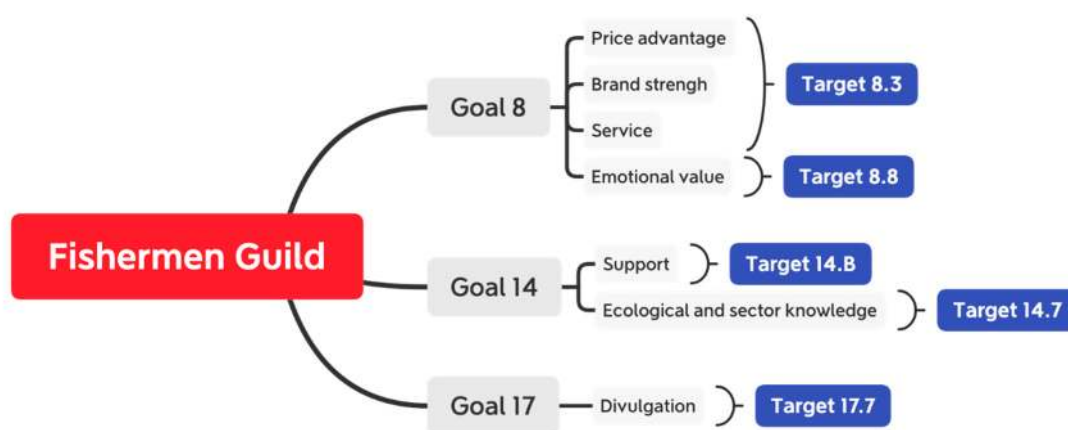 Fishermen Guild
Goal 8
Price advantage
Brand strengh
Service
Target 8.3
Emotional value
Target 8.8
Goal 14
Support
Target 14.B
Ecological and sector knowledge
Target 14.7
Goal 17
Divulgation
Target 17.7